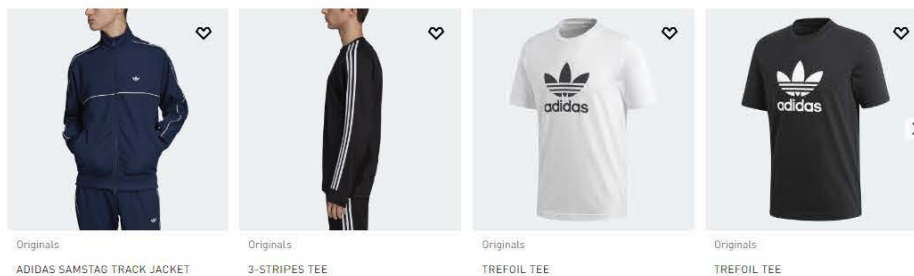 adidas
adidas
Originals
ADIDAS SAMSTAG TRACK JACKET
Originals
3-STRIPES TEE
Originals
TREFOIL TEE
Originals
TREFOIL TEE